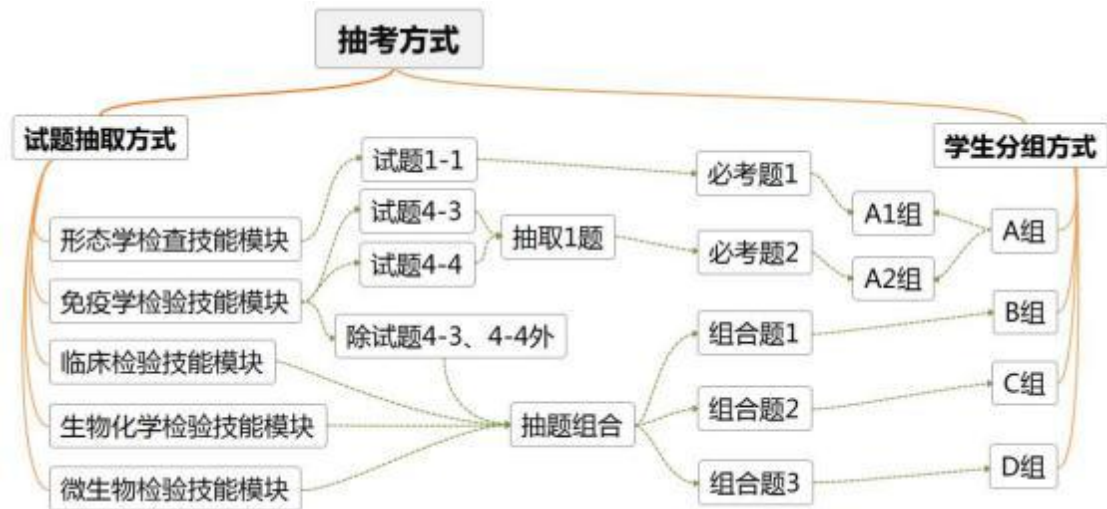 抽考方式
试题抽取方式
学生分组方式
试题1-1
必考题1
试题4-3
A1组
形态学检查技能模块
抽取1题
A组
试题4-4
必考题2
A2组
免疫学检验技能模块
除试题4-3、4-4外
组合题1
B组
临床检验技能模块
组合题2
C组
生物化学检验技能模块
抽题组合
微生物检验技能模块
组合题3
D组